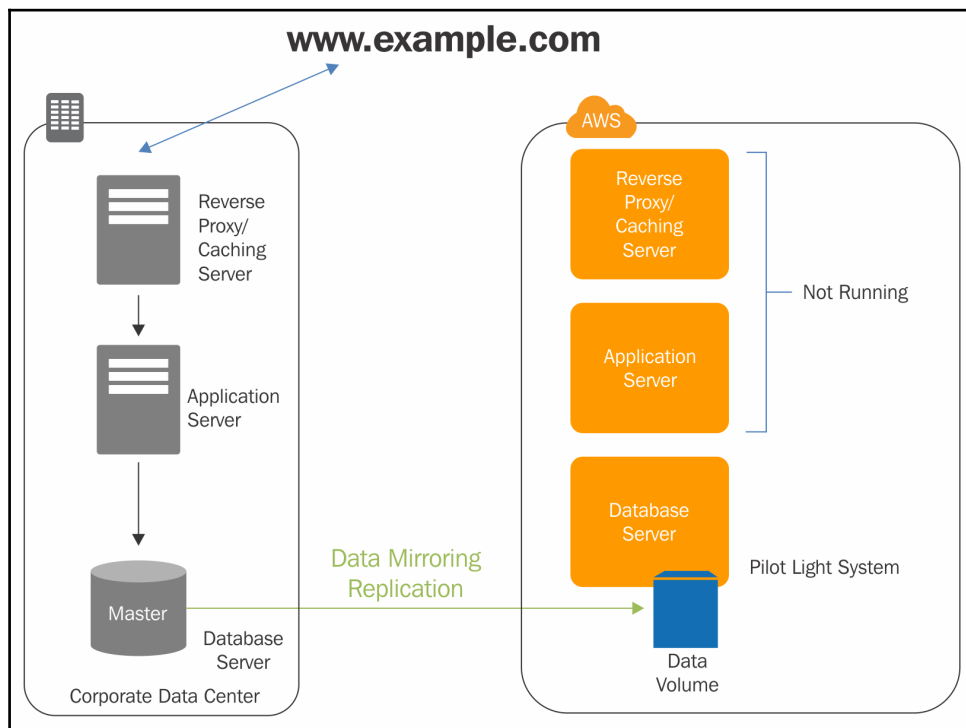 www.example.com
Reverse
Proxy/
Caching
Server
Application
Server
Master
Database
Server
Corporate Data Center
Data Mirroring
Replication
AWS
Reverse
Proxy/
Caching
Server
Not Running
Application
Server
Database
Server
Pilot Light System
Data
Volume